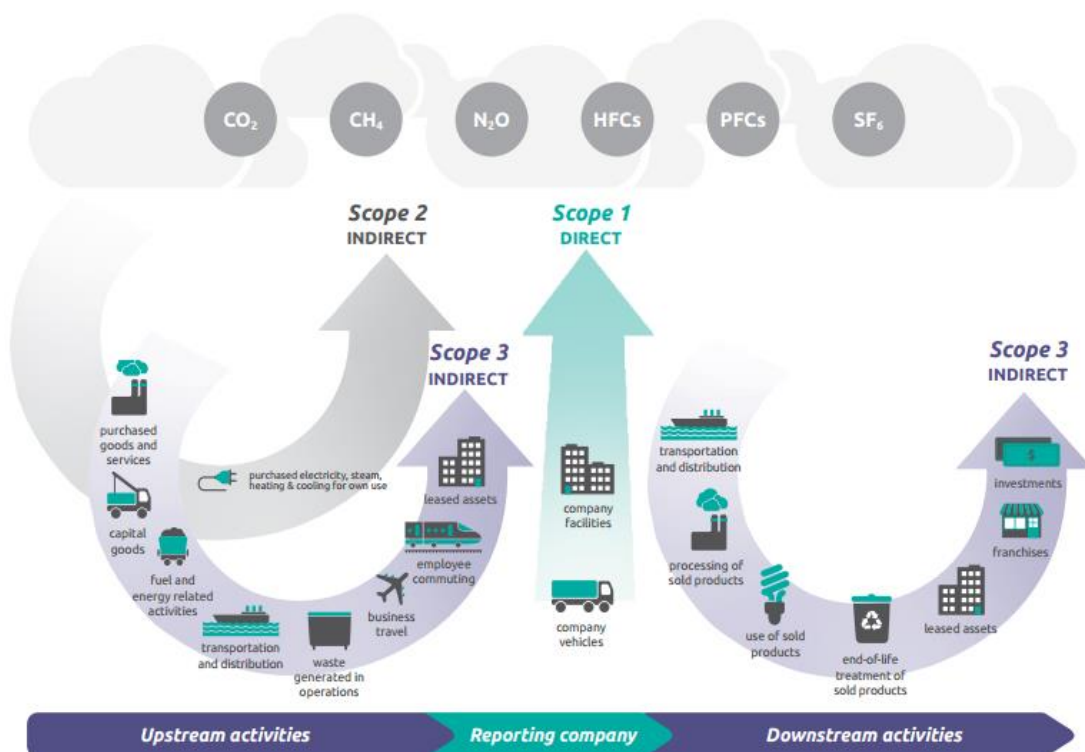 CO₂
CH₄
N₂O
HFCs
PFCs
SF₆
Scope 2
INDIRECT
Scope 1
DIRECT
Scope 3
INDIRECT
Scope 3
INDIRECT
purchased
goods and
services
capital
goods
fuel and
energy related
activities
purchased electricity, steam,
heating & cooling for own use
transportation
and distribution
waste
generated in
operations
business
travel
employee
commuting
leased assets
company
facilities
company
vehicles
transportation
and distribution
processing of
sold products
use of sold
products
end-of-life
treatment of
sold products
leased assets
franchises
$
investments
Upstream activities
Reporting company
Downstream activities